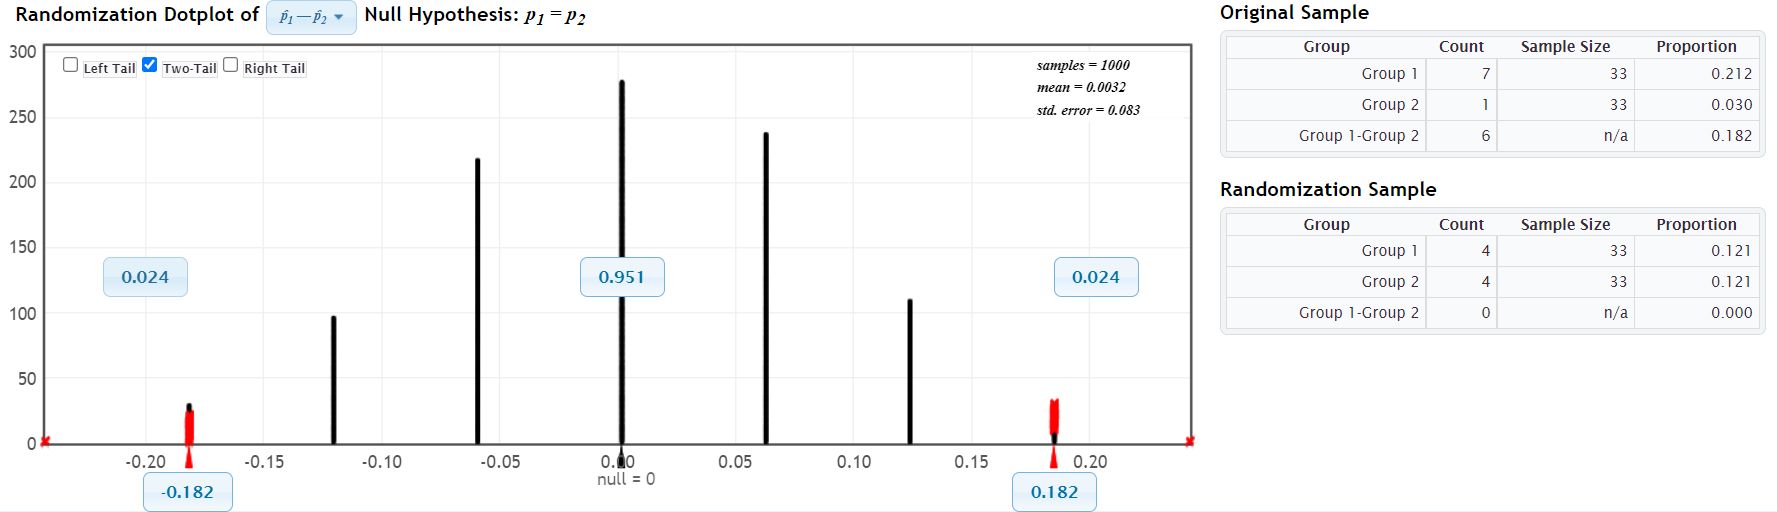 Randomization Dotplot of p̂₁−p̂₂ ▾ Null Hypothesis: p₁ = p₂
300
250
200
150
100
50
0
Left Tail Two-Tail Right Tail
samples = 1000
mean = 0.0032
std. error = 0.083
0.024 0.951 0.024
-0.20 -0.15 -0.10 -0.05 0.00 0.05 0.10 0.15 0.20
null = 0
-0.182 0.182
Original Sample
Group Count Sample Size Proportion
Group 1 7 33 0.212
Group 2 1 33 0.030
Group 1-Group 2 6 n/a 0.182
Randomization Sample
Group Count Sample Size Proportion
Group 1 4 33 0.121
Group 2 4 33 0.121
Group 1-Group 2 0 n/a 0.000